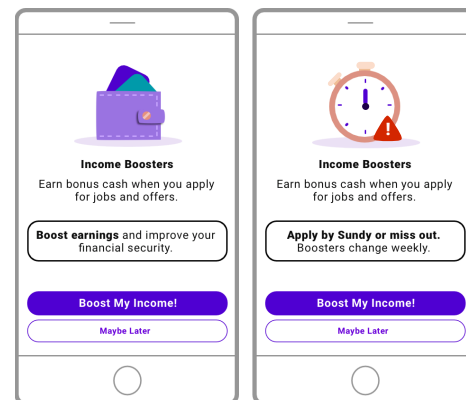 Income Boosters
Earn bonus cash when you apply
for jobs and offers.
Boost earnings and improve your
financial security.
Boost My Income!
Maybe Later
Income Boosters
Earn bonus cash when you apply
for jobs and offers.
Apply by Sundy or miss out.
Boosters change weekly.
Boost My Income!
Maybe Later